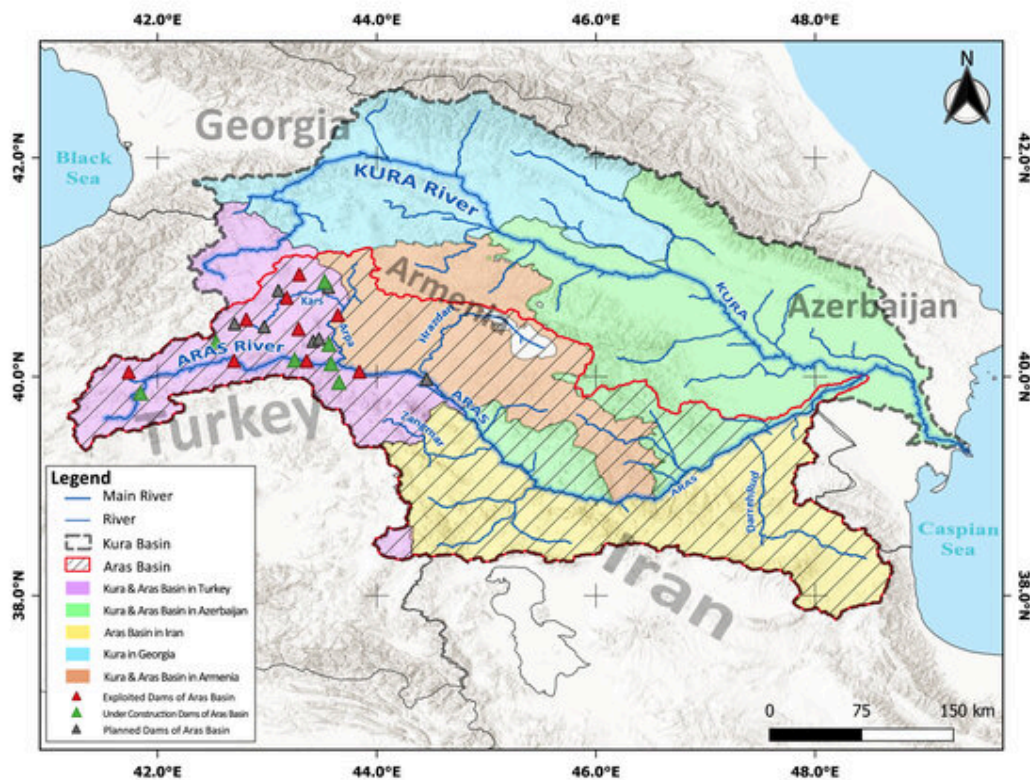 42.0°E 44.0°E 46.0°E 48.0°E
N
Georgia
Black
Sea
42.0°N
42.0°N
KURA River
Armenia
KURA
Azerbaijan
Kars
Arpa
Hrazdan
ARAS River
40.0°N
40.0°N
ARAS
Turkey
Zangmar
ARAS
DarrehRud
Iran
Caspian
Sea
38.0°N
38.0°N
Legend
Main River
River
Kura Basin
Aras Basin
Kura & Aras Basin in Turkey
Kura & Aras Basin in Azerbaijan
Aras Basin in Iran
Kura in Georgia
Kura & Aras Basin in Armenia
Exploited Dams of Aras Basin
Under Construction Dams of Aras Basin
Planned Dams of Aras Basin
0 75 150 km
42.0°E 44.0°E 46.0°E 48.0°E